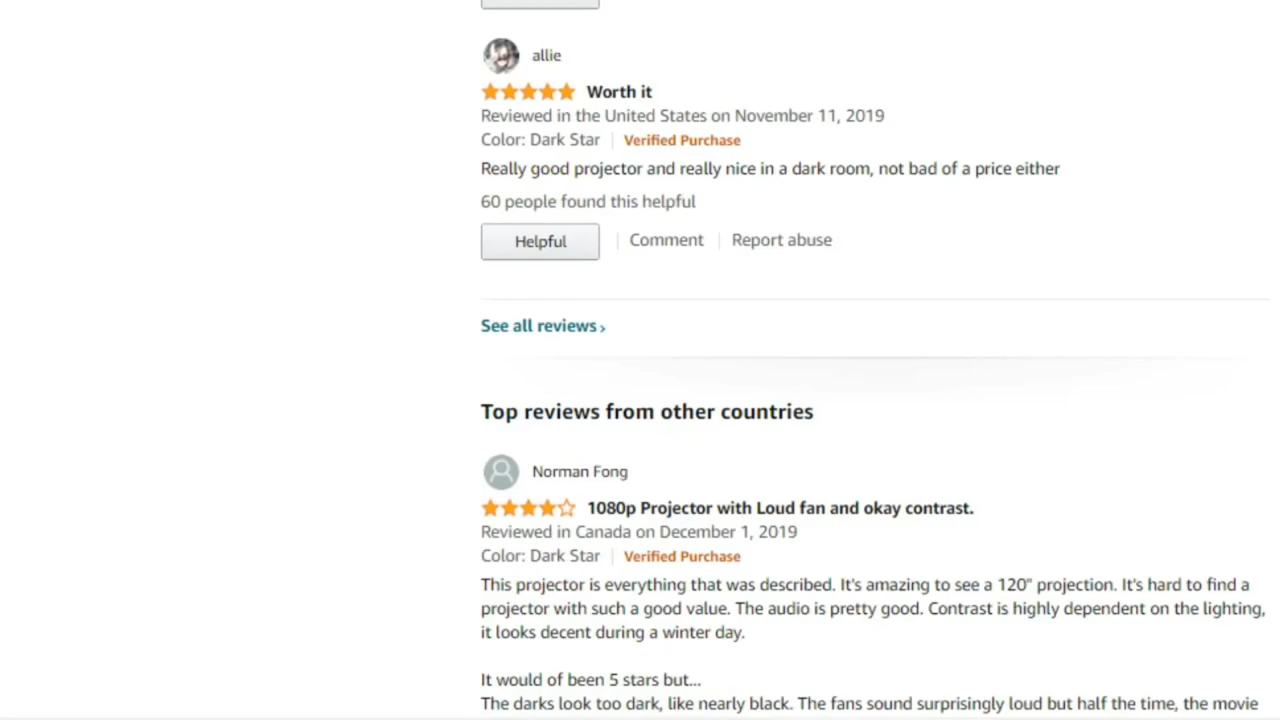 allie
Worth it
Reviewed in the United States on November 11, 2019
Color: Dark Star | Verified Purchase
Really good projector and really nice in a dark room, not bad of a price either
60 people found this helpful
Helpful | Comment | Report abuse
See all reviews ›
Top reviews from other countries
Norman Fong
1080p Projector with Loud fan and okay contrast.
Reviewed in Canada on December 1, 2019
Color: Dark Star | Verified Purchase
This projector is everything that was described. It's amazing to see a 120" projection. It's hard to find a
projector with such a good value. The audio is pretty good. Contrast is highly dependent on the lighting,
it looks decent during a winter day.
It would of been 5 stars but...
The darks look too dark, like nearly black. The fans sound surprisingly loud but half the time, the movie